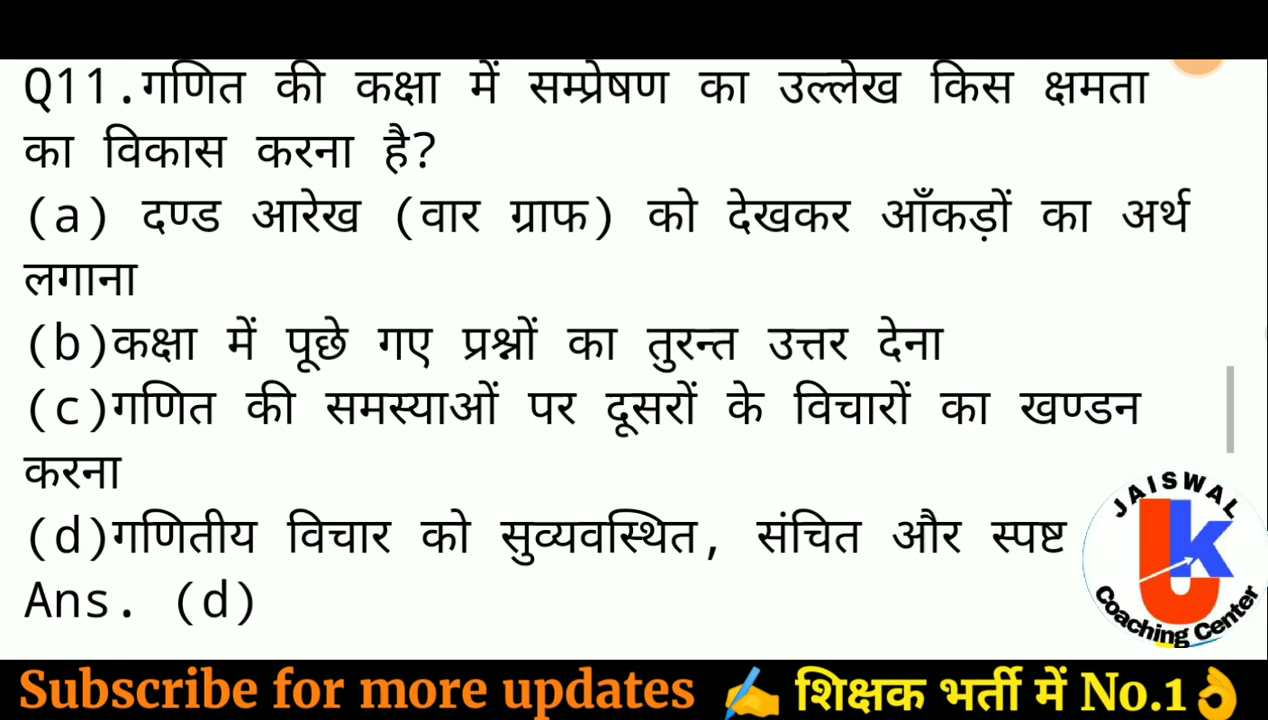 Q11.गणित की कक्षा में सम्प्रेषण का उल्लेख किस क्षमता
का विकास करना है?
(a) दण्ड आरेख (वार ग्राफ) को देखकर आँकड़ों का अर्थ
लगाना
(b)कक्षा में पूछे गए प्रश्नों का तुरन्त उत्तर देना
(c)गणित की समस्याओं पर दूसरों के विचारों का खण्डन
करना
(d)गणितीय विचार को सुव्यवस्थित, संचित और स्पष्ट
Ans. (d)
JAISWAL
Jk
Coaching Center
Subscribe for more updates ✍ शिक्षक भर्ती में No.1👌